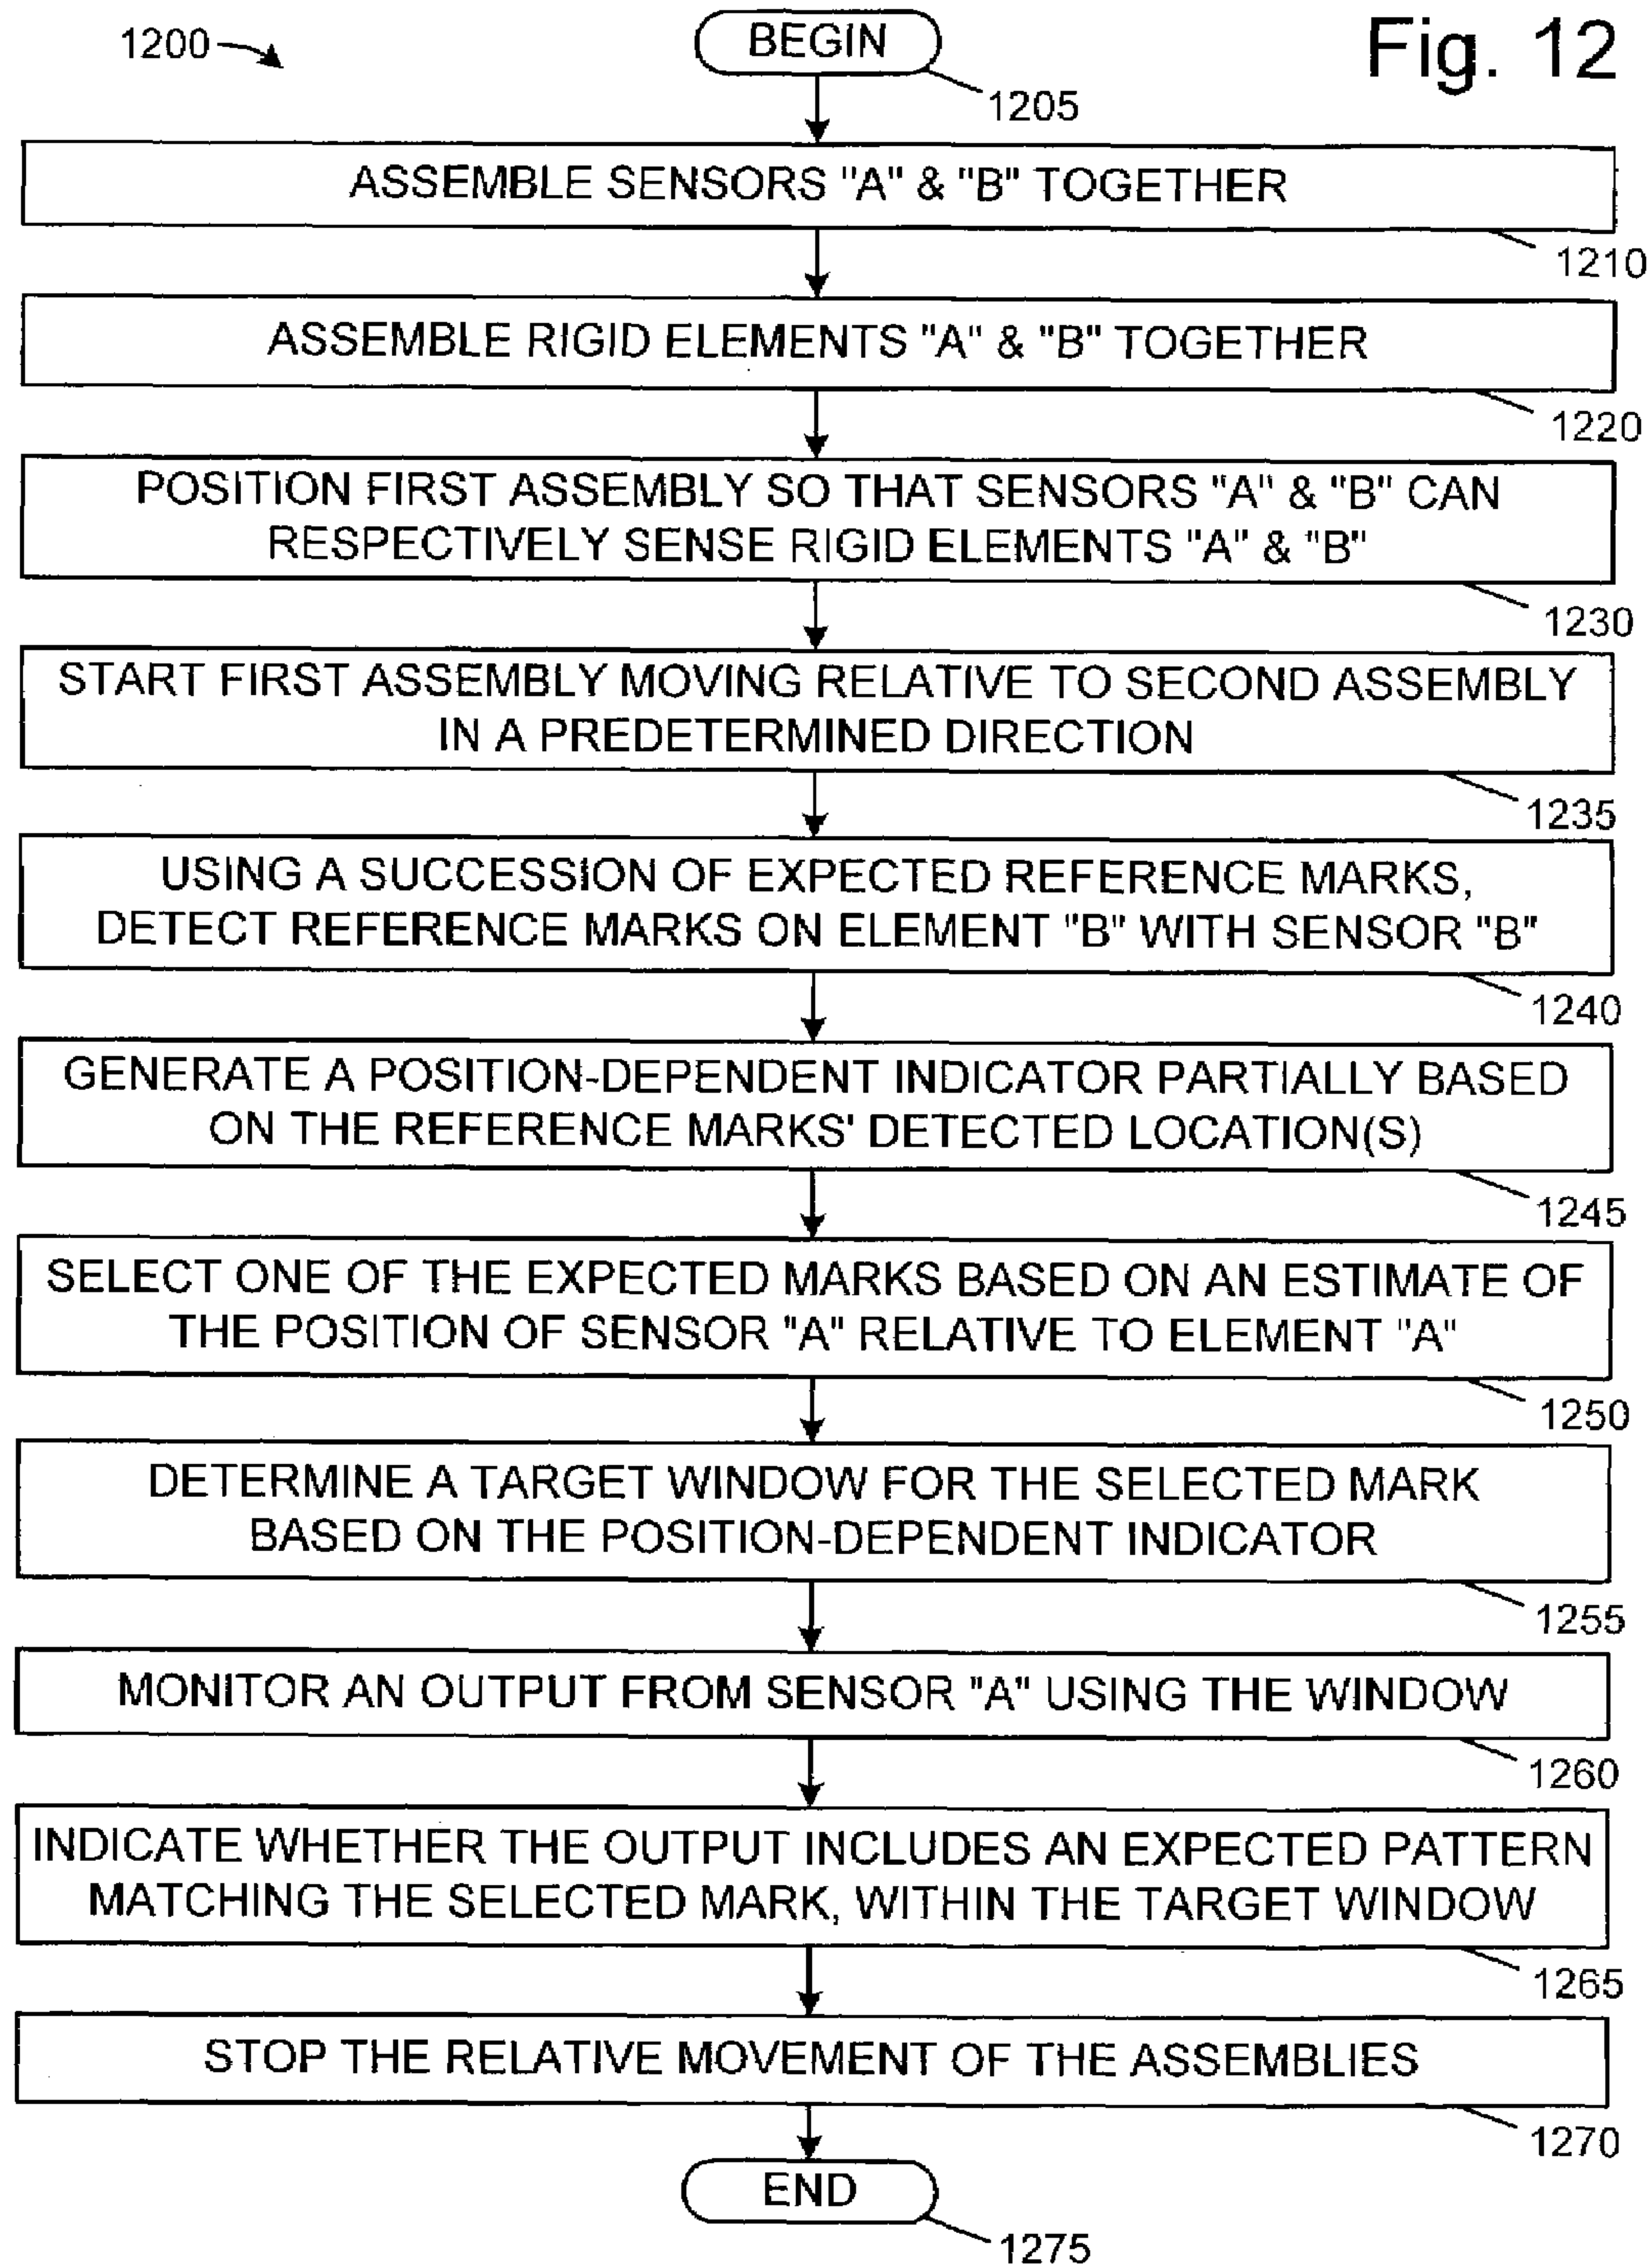 Fig. 12
1200
BEGIN
1205
ASSEMBLE SENSORS "A" & "B" TOGETHER
1210
ASSEMBLE RIGID ELEMENTS "A" & "B" TOGETHER
1220
POSITION FIRST ASSEMBLY SO THAT SENSORS "A" & "B" CAN
RESPECTIVELY SENSE RIGID ELEMENTS "A" & "B"
1230
START FIRST ASSEMBLY MOVING RELATIVE TO SECOND ASSEMBLY
IN A PREDETERMINED DIRECTION
1235
USING A SUCCESSION OF EXPECTED REFERENCE MARKS,
DETECT REFERENCE MARKS ON ELEMENT "B" WITH SENSOR "B"
1240
GENERATE A POSITION-DEPENDENT INDICATOR PARTIALLY BASED
ON THE REFERENCE MARKS' DETECTED LOCATION(S)
1245
SELECT ONE OF THE EXPECTED MARKS BASED ON AN ESTIMATE OF
THE POSITION OF SENSOR "A" RELATIVE TO ELEMENT "A"
1250
DETERMINE A TARGET WINDOW FOR THE SELECTED MARK
BASED ON THE POSITION-DEPENDENT INDICATOR
1255
MONITOR AN OUTPUT FROM SENSOR "A" USING THE WINDOW
1260
INDICATE WHETHER THE OUTPUT INCLUDES AN EXPECTED PATTERN
MATCHING THE SELECTED MARK, WITHIN THE TARGET WINDOW
1265
STOP THE RELATIVE MOVEMENT OF THE ASSEMBLIES
1270
END
1275